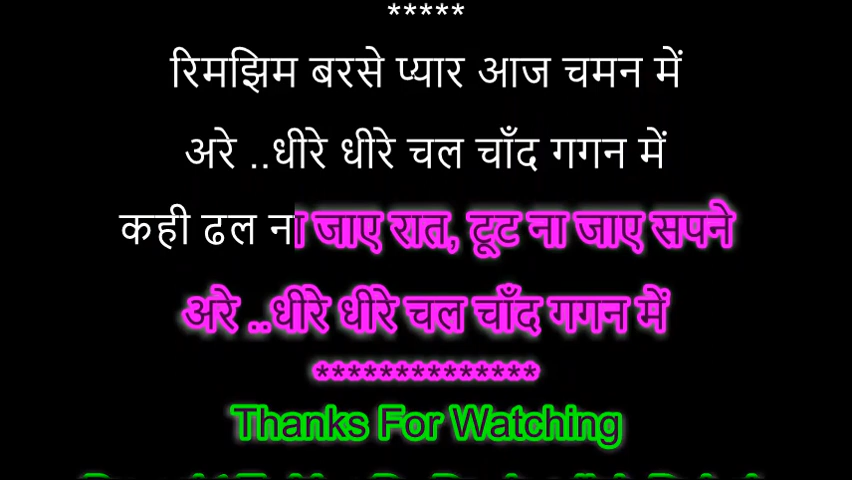 *****
रिमझिम बरसे प्यार आज चमन में
अरे ..धीरे धीरे चल चाँद गगन में
कही ढल ना जाए रात, टूट ना जाए सपने
अरे ..धीरे धीरे चल चाँद गगन में
**************
Thanks For Watching